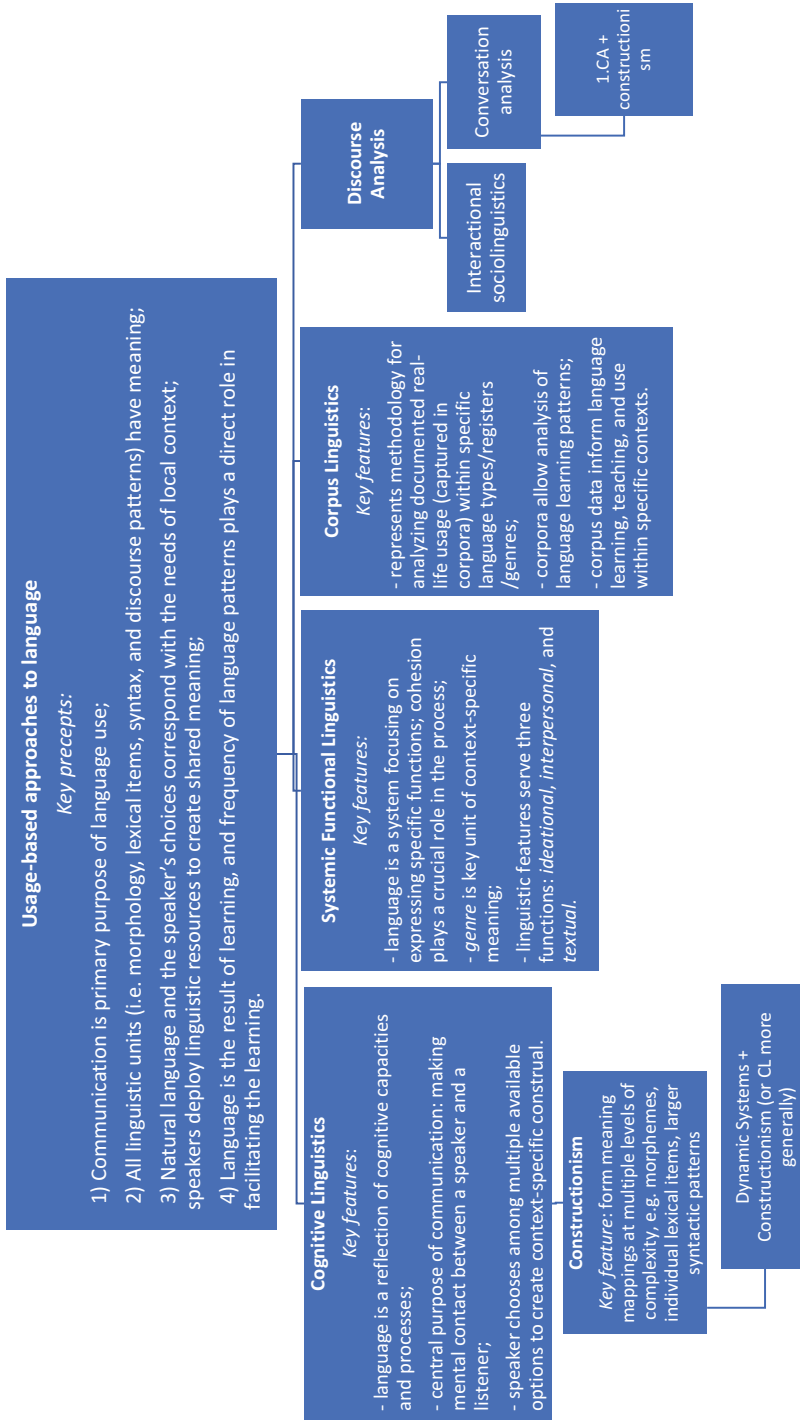 Usage-based approaches to language
Key precepts:
1) Communication is primary purpose of language use;
2) All linguistic units (i.e. morphology, lexical items, syntax, and discourse patterns) have meaning;
3) Natural language and the speaker's choices correspond with the needs of local context;
speakers deploy linguistic resources to create shared meaning;
4) Language is the result of learning, and frequency of language patterns plays a direct role in
facilitating the learning.
Cognitive Linguistics
Key features:
- language is a reflection of cognitive capacities
and processes;
- central purpose of communication: making
mental contact between a speaker and a
listener;
- speaker chooses among multiple available
options to create context-specific construal.
Constructionism
Key feature: form meaning
mappings at multiple levels of
complexity, e.g. morphemes,
individual lexical items, larger
syntactic patterns
Dynamic Systems +
Constructionism (or CL more
generally)
Systemic Functional Linguistics
Key features:
- language is a system focusing on
expressing specific functions; cohesion
plays a crucial role in the process;
- genre is key unit of context-specific
meaning;
- linguistic features serve three
functions: ideational, interpersonal, and
textual.
Corpus Linguistics
Key features:
- represents methodology for
analyzing documented real-
life usage (captured in
corpora) within specific
language types/registers
/genres;
- corpora allow analysis of
language learning patterns;
- corpus data inform language
learning, teaching, and use
within specific contexts.
Discourse
Analysis
Interactional
sociolinguistics
Conversation
analysis
1.CA +
constructioni
sm